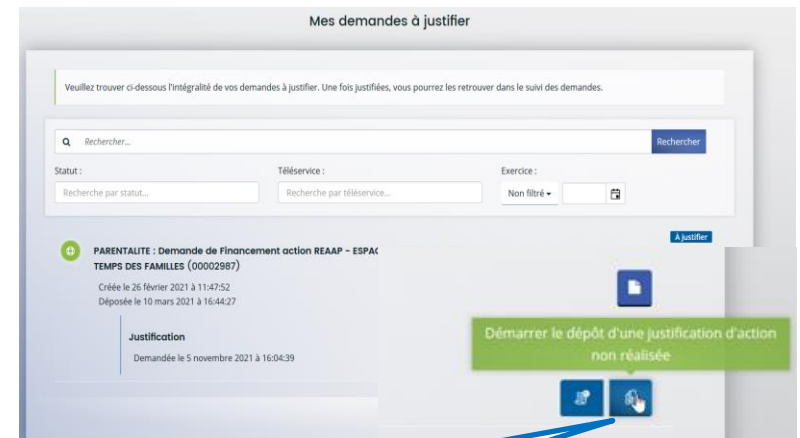 Mes demandes à justifier
Veuillez trouver ci-dessous l'intégralité de vos demandes à justifier. Une fois justifiées, vous pourrez les retrouver dans le suivi des demandes.
Rechercher...
Rechercher
Statut :
Téléservice :
Exercice :
Recherche par statut...
Recherche par téléservice...
Non filtré
À justifier
PARENTALITE : Demande de Financement action REAAP - ESPAC
TEMPS DES FAMILLES (00002987)
Créée le 26 février 2021 à 11:47:52
Déposée le 10 mars 2021 à 16:44:27
Démarrer le dépôt d'une justification d'action
non réalisée
Justification
Demandée le 5 novembre 2021 à 16:04:39